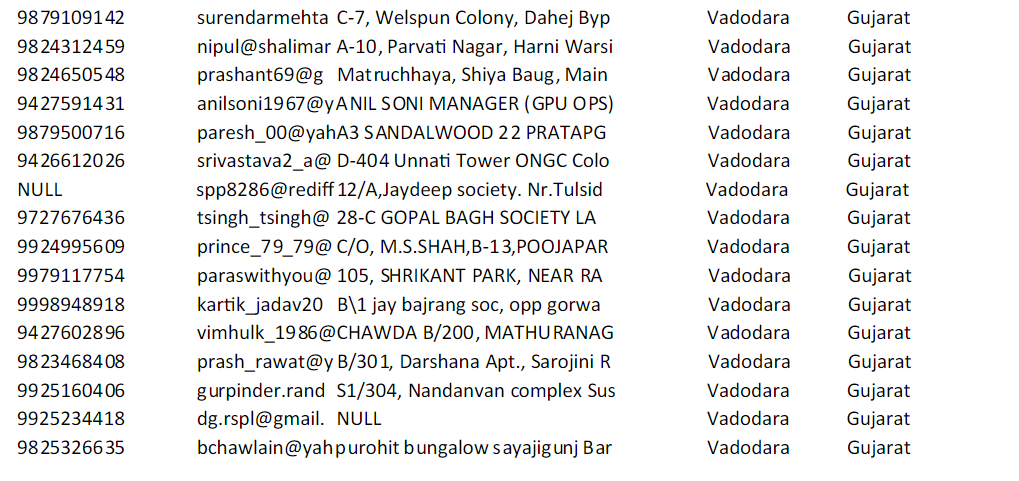 9879109142 surendarmehta C-7, Welspun Colony, Dahej Byp Vadodara Gujarat
9824312459 nipul@shalimar A-10, Parvati Nagar, Harni Warsi Vadodara Gujarat
9824650548 prashant69@g Matruchhaya, Shiya Baug, Main Vadodara Gujarat
9427591431 anilsoni1967@y ANIL SONI MANAGER (GPU OPS) Vadodara Gujarat
9879500716 paresh_00@yah A3 SANDALWOOD 22 PRATAPG Vadodara Gujarat
9426612026 srivastava2_a@ D-404 Unnati Tower ONGC Colo Vadodara Gujarat
NULL spp8286@rediff 12/A,Jaydeep society. Nr.Tulsid Vadodara Gujarat
9727676436 tsingh_tsingh@ 28-C GOPAL BAGH SOCIETY LA Vadodara Gujarat
9924995609 prince_79_79@ C/O, M.S.SHAH,B-13,POOJAPAR Vadodara Gujarat
9979117754 paraswithyou@ 105, SHRIKANT PARK, NEAR RA Vadodara Gujarat
9998948918 kartik_jadav20 B\1 jay bajrang soc, opp gorwa Vadodara Gujarat
9427602896 vimhulk_1986@ CHAWDA B/200, MATHURANAG Vadodara Gujarat
9823468408 prash_rawat@y B/301, Darshana Apt., Sarojini R Vadodara Gujarat
9925160406 gurpinder.rand S1/304, Nandanvan complex Sus Vadodara Gujarat
9925234418 dg.rspl@gmail. NULL Vadodara Gujarat
9825326635 bchawlain@yah purohit bungalow sayajigunj Bar Vadodara Gujarat